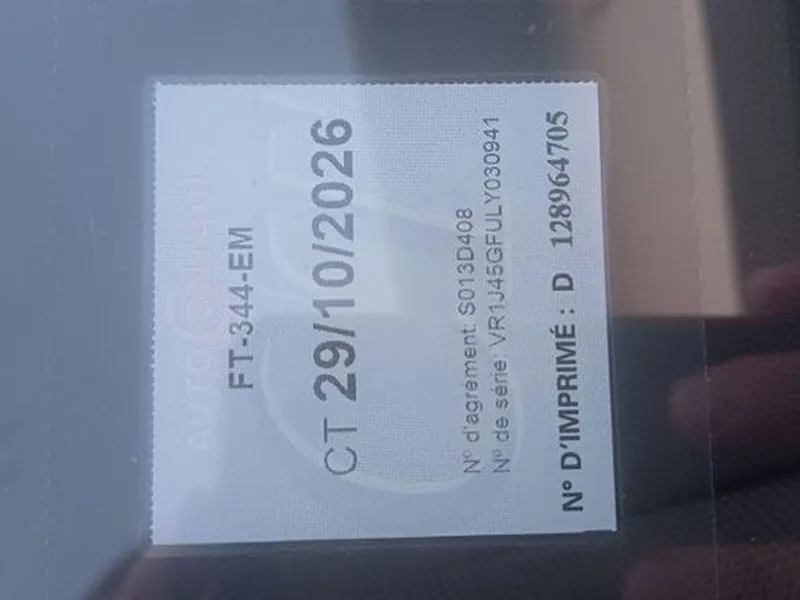 FT-344-EM
CT 29/10/2026
N° d'agrément: S013D408
N° de série: VR1J45GFULY030941
N° D'IMPRIMÉ : D 128964705